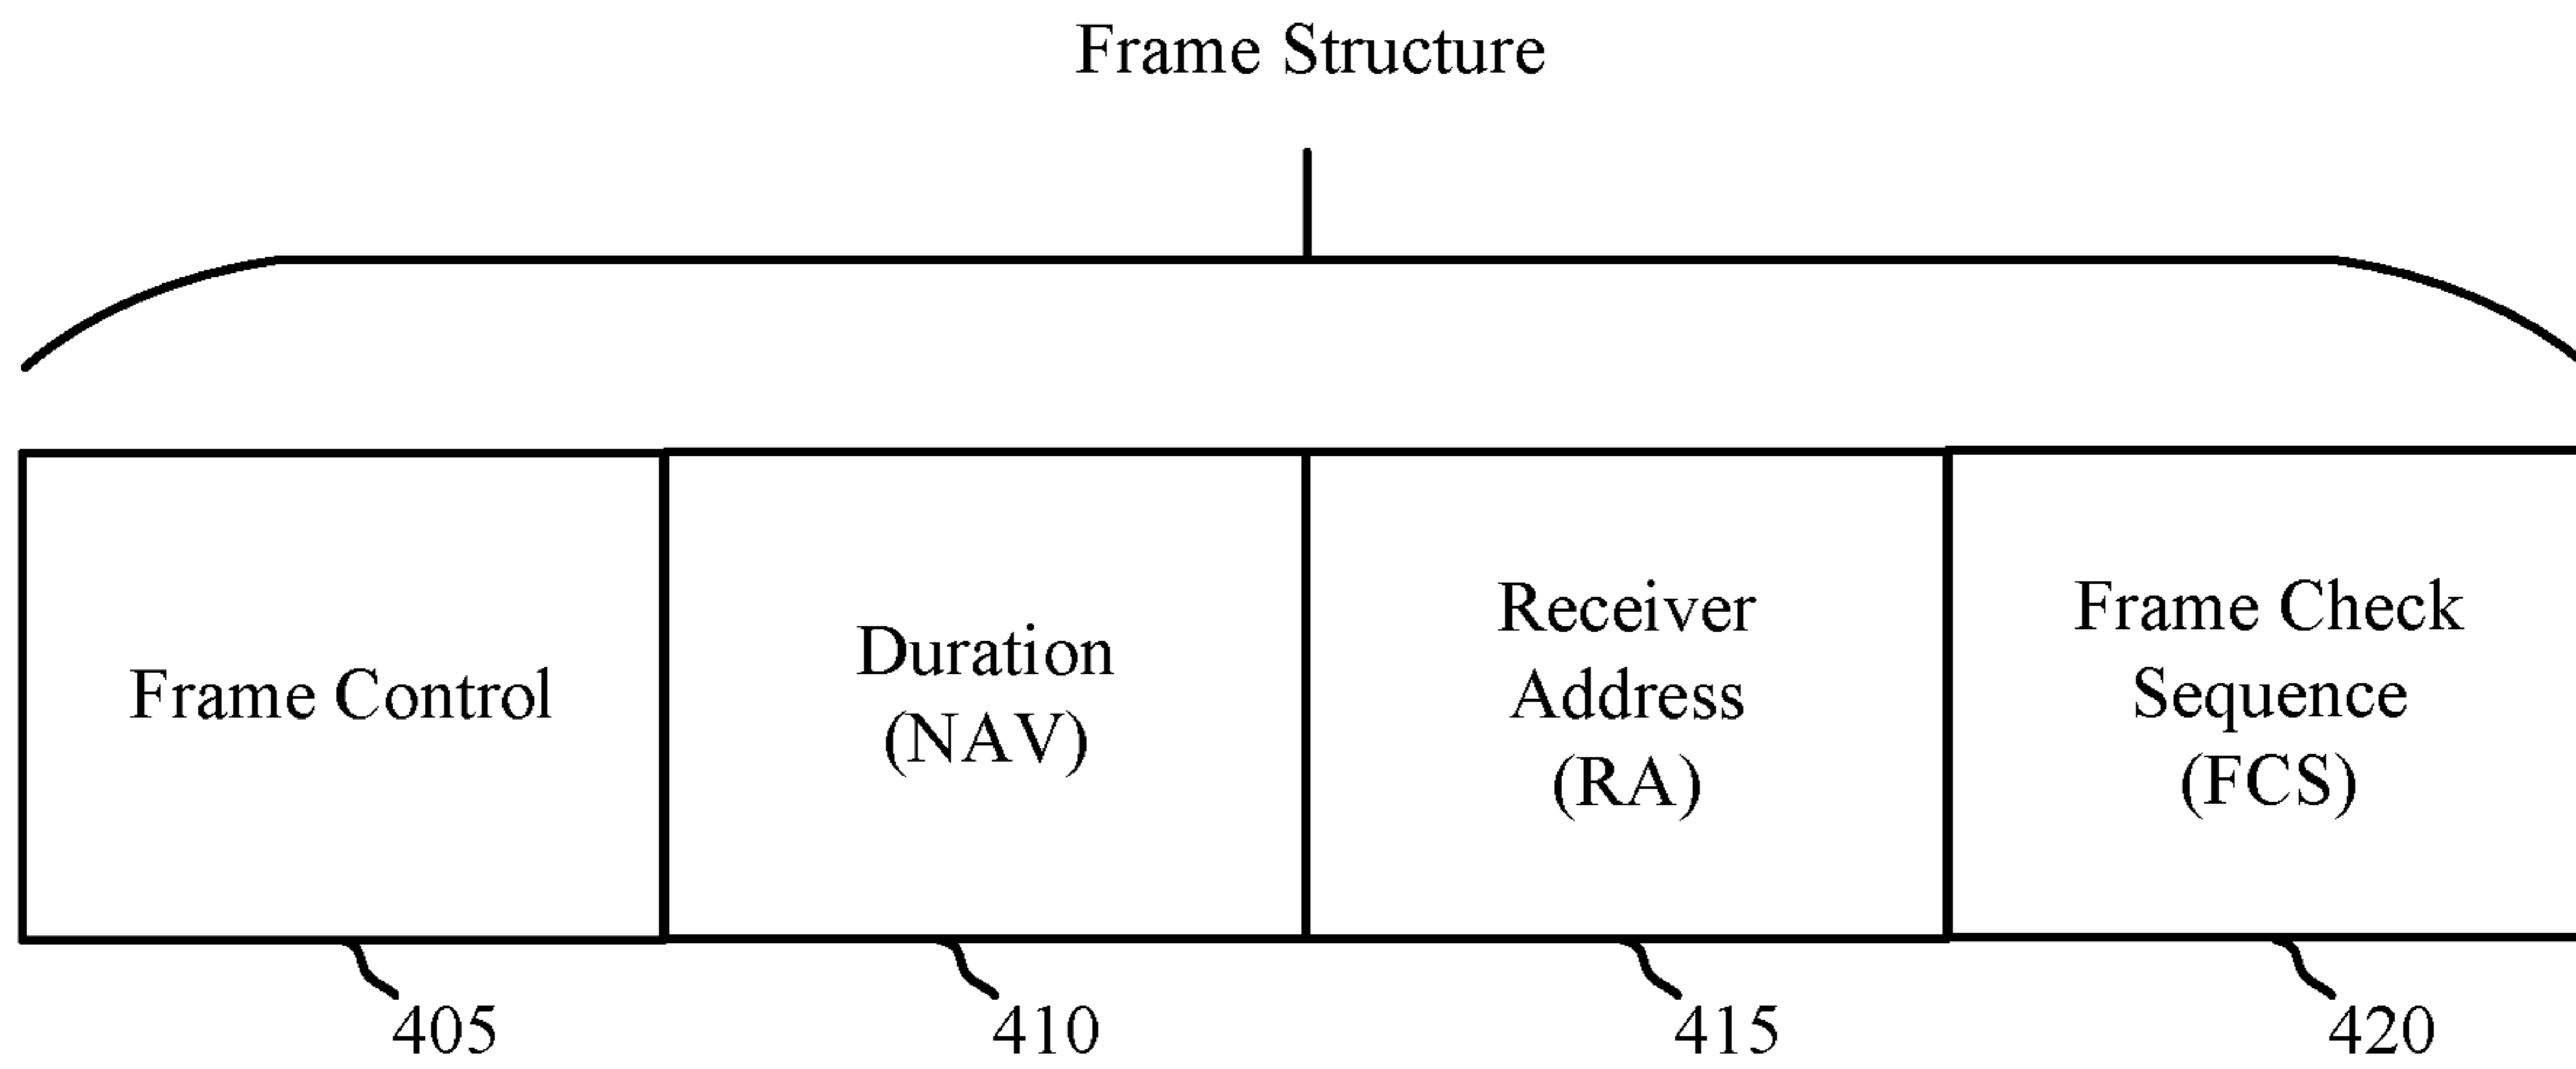 Frame Structure
Frame Control
Duration
(NAV)
Receiver
Address
(RA)
Frame Check
Sequence
(FCS)
405
410
415
420